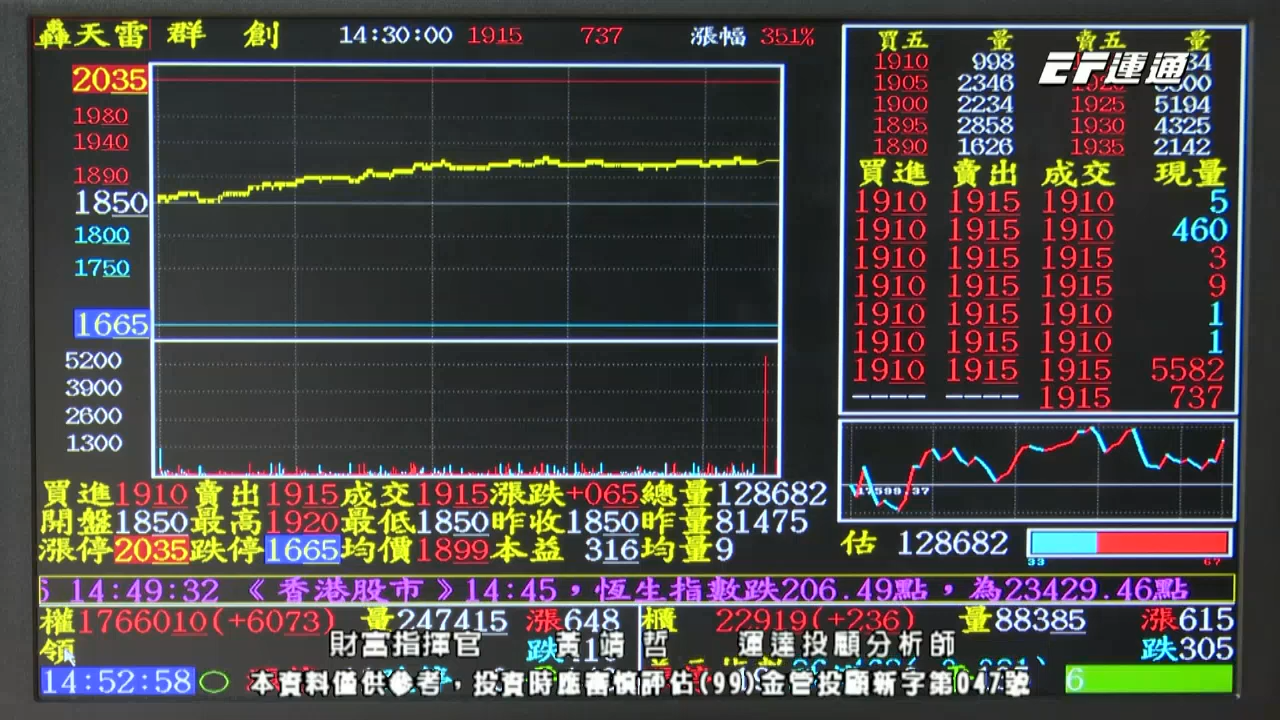 轟天雷 群 創 14:30:00 1915 737 漲幅 351%
2035
1980
1940
1890
1850
1800
1750
1665
5200
3900
2600
1300
買五 量 賣五 量
1910 998
1905 2346
1900 2234 1925 5194
1895 2858 1930 4325
1890 1626 1935 2142
EF運通
買進 賣出 成交 現量
1910 1915 1910 5
1910 1915 1910 460
1910 1915 1915 3
1910 1915 1915 9
1910 1915 1910 1
1910 1915 1910 1
1910 1915 1915 5582
---- ---- 1915 737
17599.37
買進1910賣出1915成交1915漲跌+065總量128682
開盤1850最高1920最低1850昨收1850昨量81475
漲停2035跌停1665均價1899本益 316均量9
估 128682
33 67
14:49:32 《香港股市》14:45，恆生指數跌206.49點，為23429.46點
權1766010(+6073) 量247415 漲648 櫃 22919(+236) 量88385 漲615
領 跌305
財富指揮官 黃靖哲 運達投顧分析師
14:52:58 6
本資料僅供參考，投資時應審慎評估(99)金管投顧新字第047號